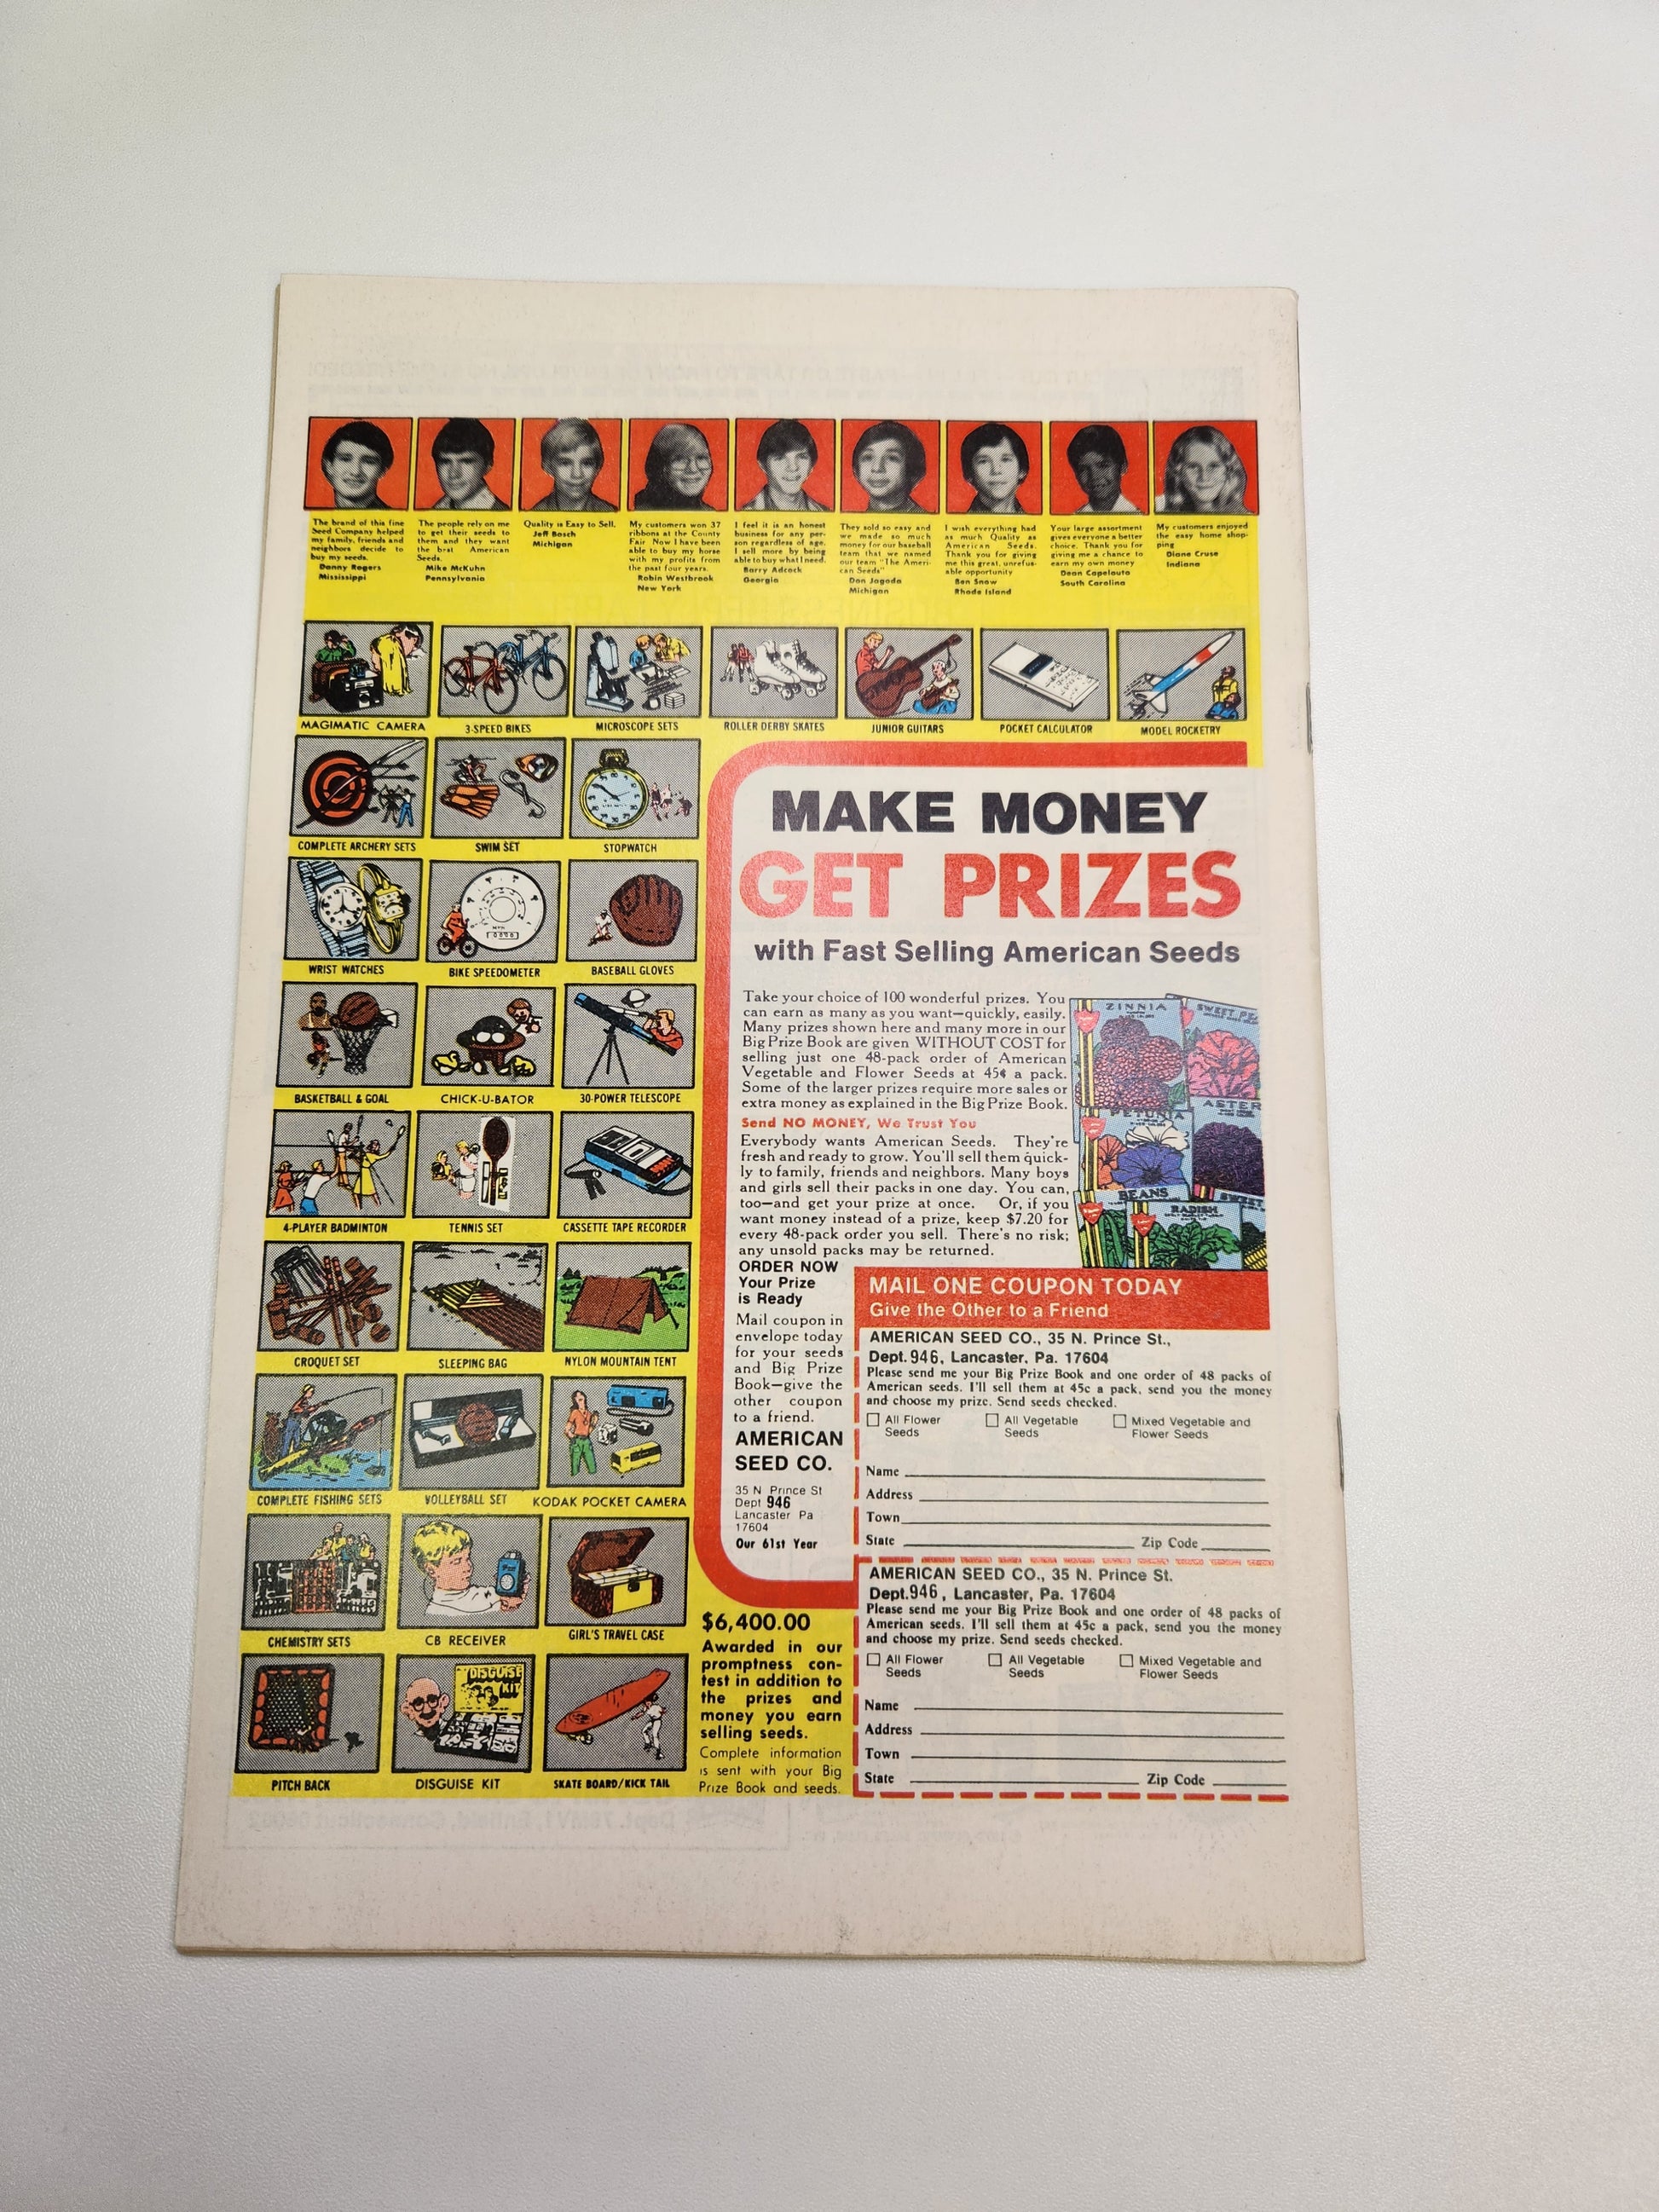 The brand of this fine
Seed Company helped
my family, friends and
neighbors decide to
buy my seeds.
Danny Rogers
Mississippi
The people rely on me
to get their seeds to
them and they want
the best American
Seeds.
Mike McKuhn
Pennsylvania
Quality is Easy to Sell.
Jeff Bosch
Michigan
My customers won 37
ribbons at the County
Fair Now I have been
able to buy my horse
with my profits from
the past four years.
Robin Westbrook
New York
I feel it is an honest
business for any per-
son regardless of age.
I sell more by being
able to buy what I need.
Barry Adcock
Georgia
They sold so easy and
we made so much
money for our baseball
team that we named
our team "The Ameri-
can Seeds"
Don Jagoda
Michigan
I wish everything had
as much Quality as
American Seeds.
Thank you for giving
me this great, unrefus-
able opportunity
Ben Snow
Rhode Island
Your large assortment
gives everyone a better
choice. Thank you for
giving me a chance to
earn my own money
Dean Capelouto
South Carolina
My customers enjoyed
the easy home shop-
ping
Diane Cruse
Indiana
MAGIMATIC CAMERA
3-SPEED BIKES
MICROSCOPE SETS
ROLLER DERBY SKATES
JUNIOR GUITARS
POCKET CALCULATOR
MODEL ROCKETRY
COMPLETE ARCHERY SETS
SWIM SET
STOPWATCH
WRIST WATCHES
BIKE SPEEDOMETER
BASEBALL GLOVES
BASKETBALL & GOAL
CHICK-U-BATOR
30-POWER TELESCOPE
4-PLAYER BADMINTON
TENNIS SET
CASSETTE TAPE RECORDER
CROQUET SET
SLEEPING BAG
NYLON MOUNTAIN TENT
COMPLETE FISHING SETS
VOLLEYBALL SET
KODAK POCKET CAMERA
CHEMISTRY SETS
CB RECEIVER
GIRL'S TRAVEL CASE
DISGUISE
KIT
PITCH BACK
DISGUISE KIT
SKATE BOARD/KICK TAIL
MAKE MONEY
GET PRIZES
with Fast Selling American Seeds
Take your choice of 100 wonderful prizes. You
can earn as many as you want—quickly, easily.
Many prizes shown here and many more in our
Big Prize Book are given WITHOUT COST for
selling just one 48-pack order of American
Vegetable and Flower Seeds at 45¢ a pack.
Some of the larger prizes require more sales or
extra money as explained in the Big Prize Book.
Send NO MONEY, We Trust You
Everybody wants American Seeds. They're
fresh and ready to grow. You'll sell them quick-
ly to family, friends and neighbors. Many boys
and girls sell their packs in one day. You can,
too—and get your prize at once. Or, if you
want money instead of a prize, keep $7.20 for
every 48-pack order you sell. There's no risk;
any unsold packs may be returned.
ZINNIA
SWEET PE
ASTER
PETUNIA
BEANS
SWEET
RADISH
ORDER NOW
Your Prize
is Ready
Mail coupon in
envelope today
for your seeds
and Big Prize
Book—give the
other coupon
to a friend.
AMERICAN
SEED CO.
35 N Prince St
Dept 946
Lancaster Pa
17604
Our 61st Year
$6,400.00
Awarded in our
promptness con-
test in addition to
the prizes and
money you earn
selling seeds.
Complete information
is sent with your Big
Prize Book and seeds.
MAIL ONE COUPON TODAY
Give the Other to a Friend
AMERICAN SEED CO., 35 N. Prince St.,
Dept. 946, Lancaster, Pa. 17604
Please send me your Big Prize Book and one order of 48 packs of
American seeds. I'll sell them at 45c a pack, send you the money
and choose my prize. Send seeds checked.
All Flower Seeds
All Vegetable Seeds
Mixed Vegetable and Flower Seeds
Name
Address
Town
State Zip Code
AMERICAN SEED CO., 35 N. Prince St.
Dept. 946, Lancaster, Pa. 17604
Please send me your Big Prize Book and one order of 48 packs of
American seeds. I'll sell them at 45c a pack, send you the money
and choose my prize. Send seeds checked.
All Flower Seeds
All Vegetable Seeds
Mixed Vegetable and Flower Seeds
Name
Address
Town
State Zip Code